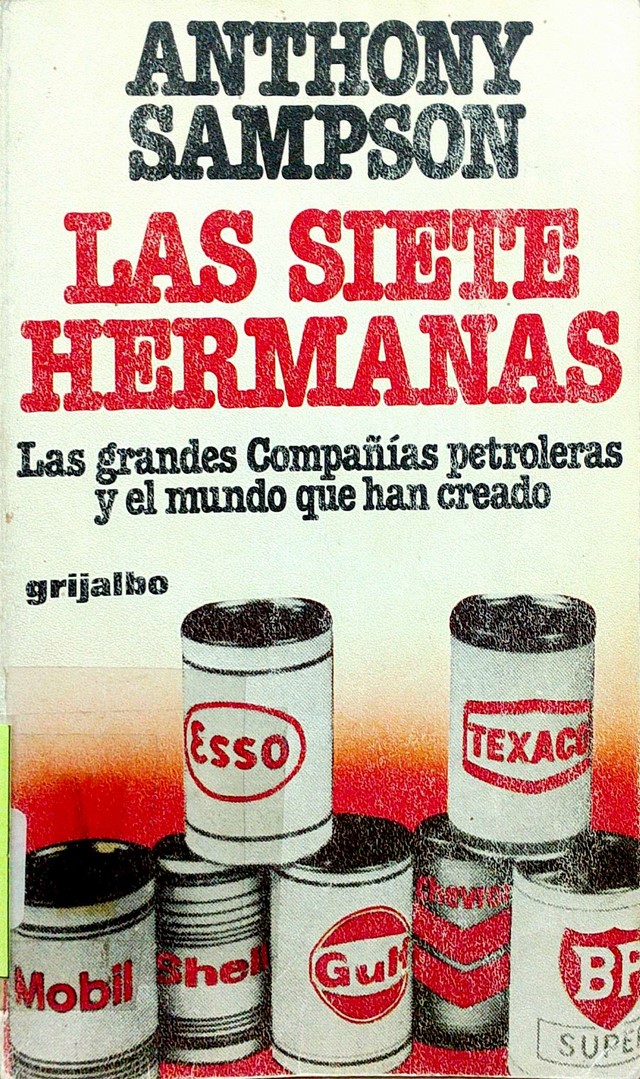 ANTHONY
SAMPSON
LAS SIETE
HERMANAS
Las grandes Compañías petroleras
y el mundo que han creado
grijalbo
Esso
TEXACO
Mobil
Shell
Gulf
BP